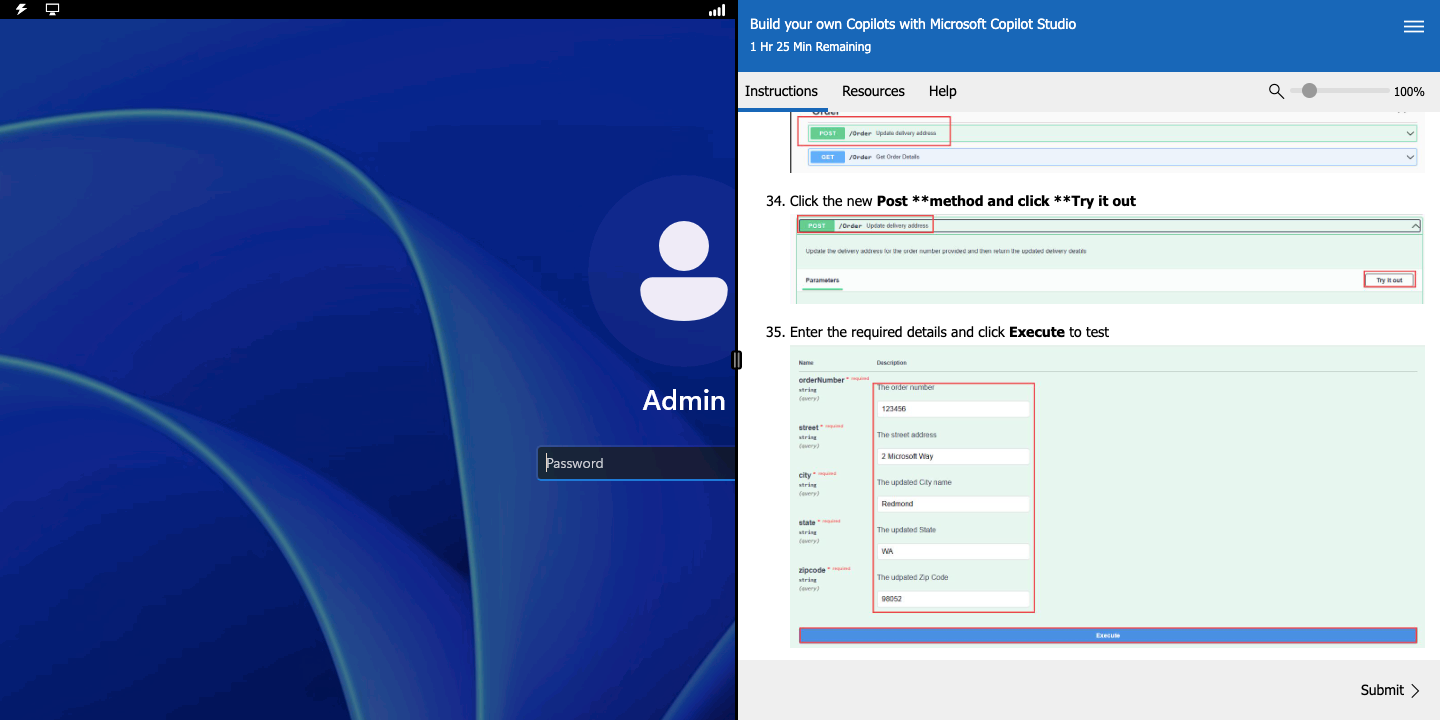 Admin
Password
Build your own Copilots with Microsoft Copilot Studio
1 Hr 25 Min Remaining
Instructions Resources Help 100%
Order
POST /Order Update delivery address
GET /Order Get Order Details
34. Click the new Post **method and click **Try it out
POST /Order Update delivery address
Update the delivery address for the order number provided and then return the updated delivery deatils
Parameters Try it out
35. Enter the required details and click Execute to test
Name Description
orderNumber * required
string
(query)
The order number
123456
street * required
string
(query)
The street address
2 Microsoft Way
city * required
string
(query)
The updated City name
Redmond
state * required
string
(query)
The updated State
WA
zipcode * required
string
(query)
The udpated Zip Code
98052
Execute
Submit